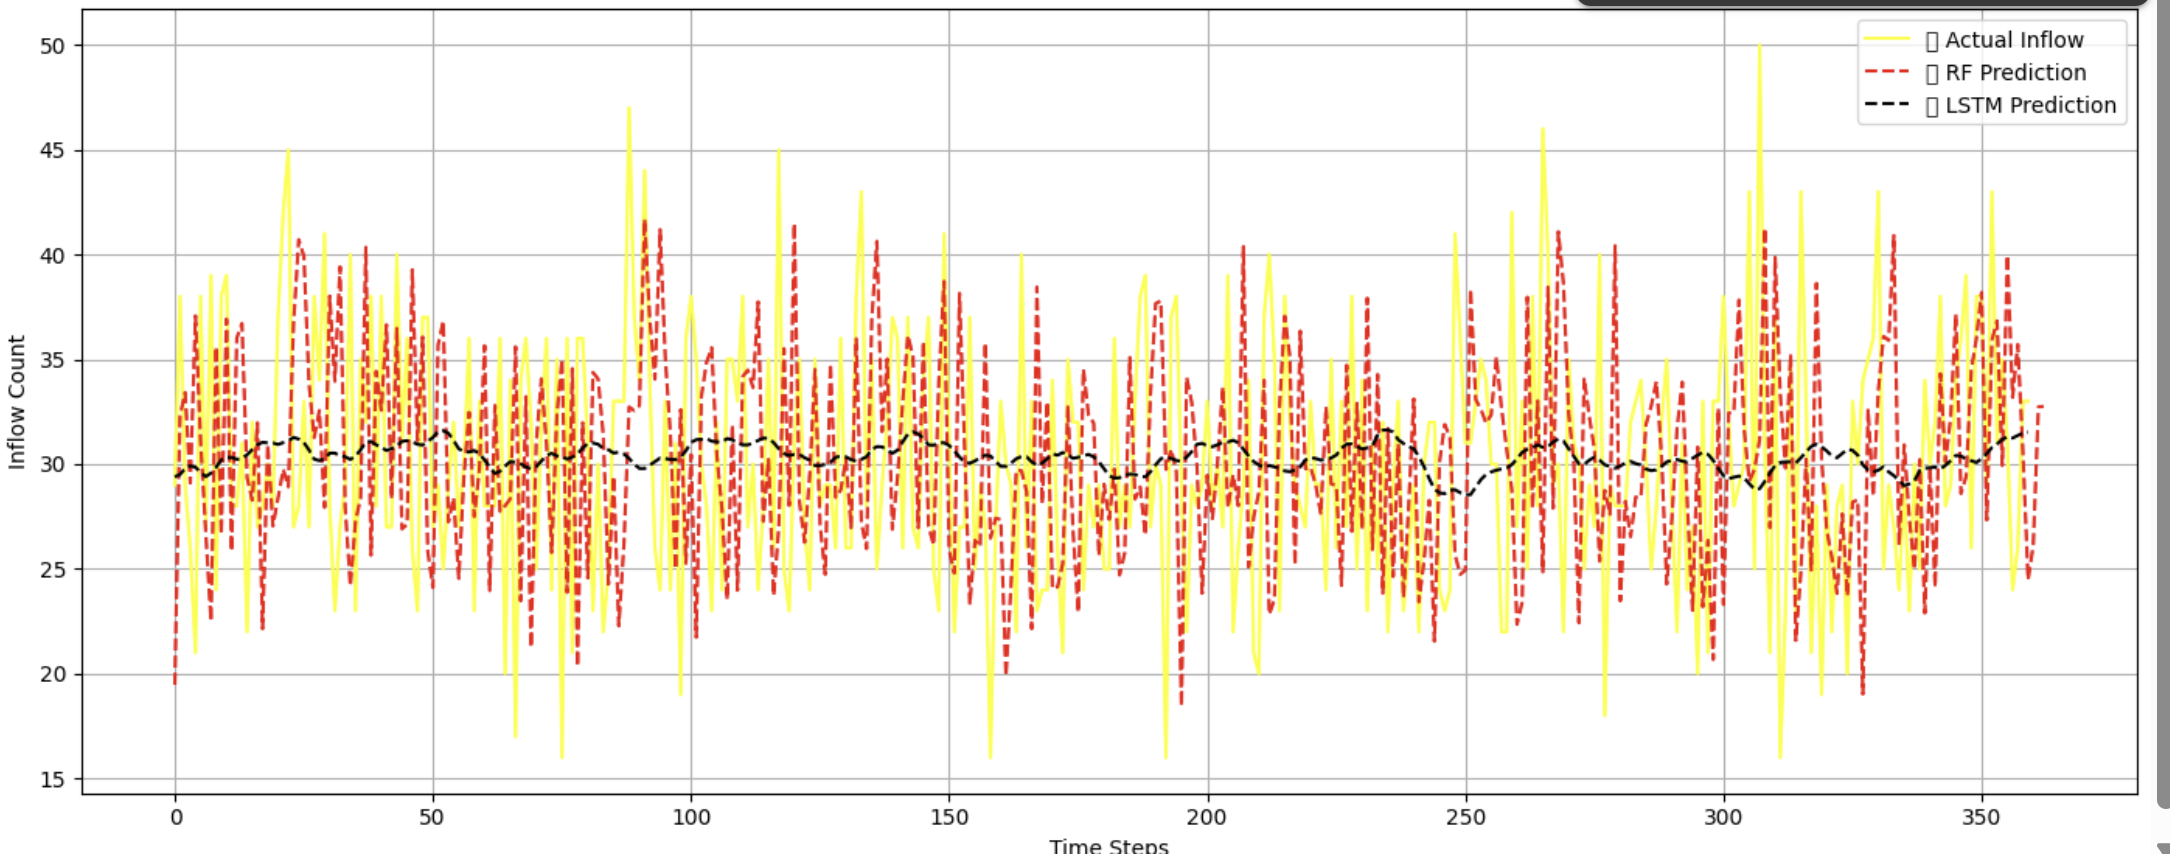 50
45
40
35
30
25
20
15
Inflow Count
Actual Inflow
RF Prediction
LSTM Prediction
0 50 100 150 200 250 300 350
Time Steps